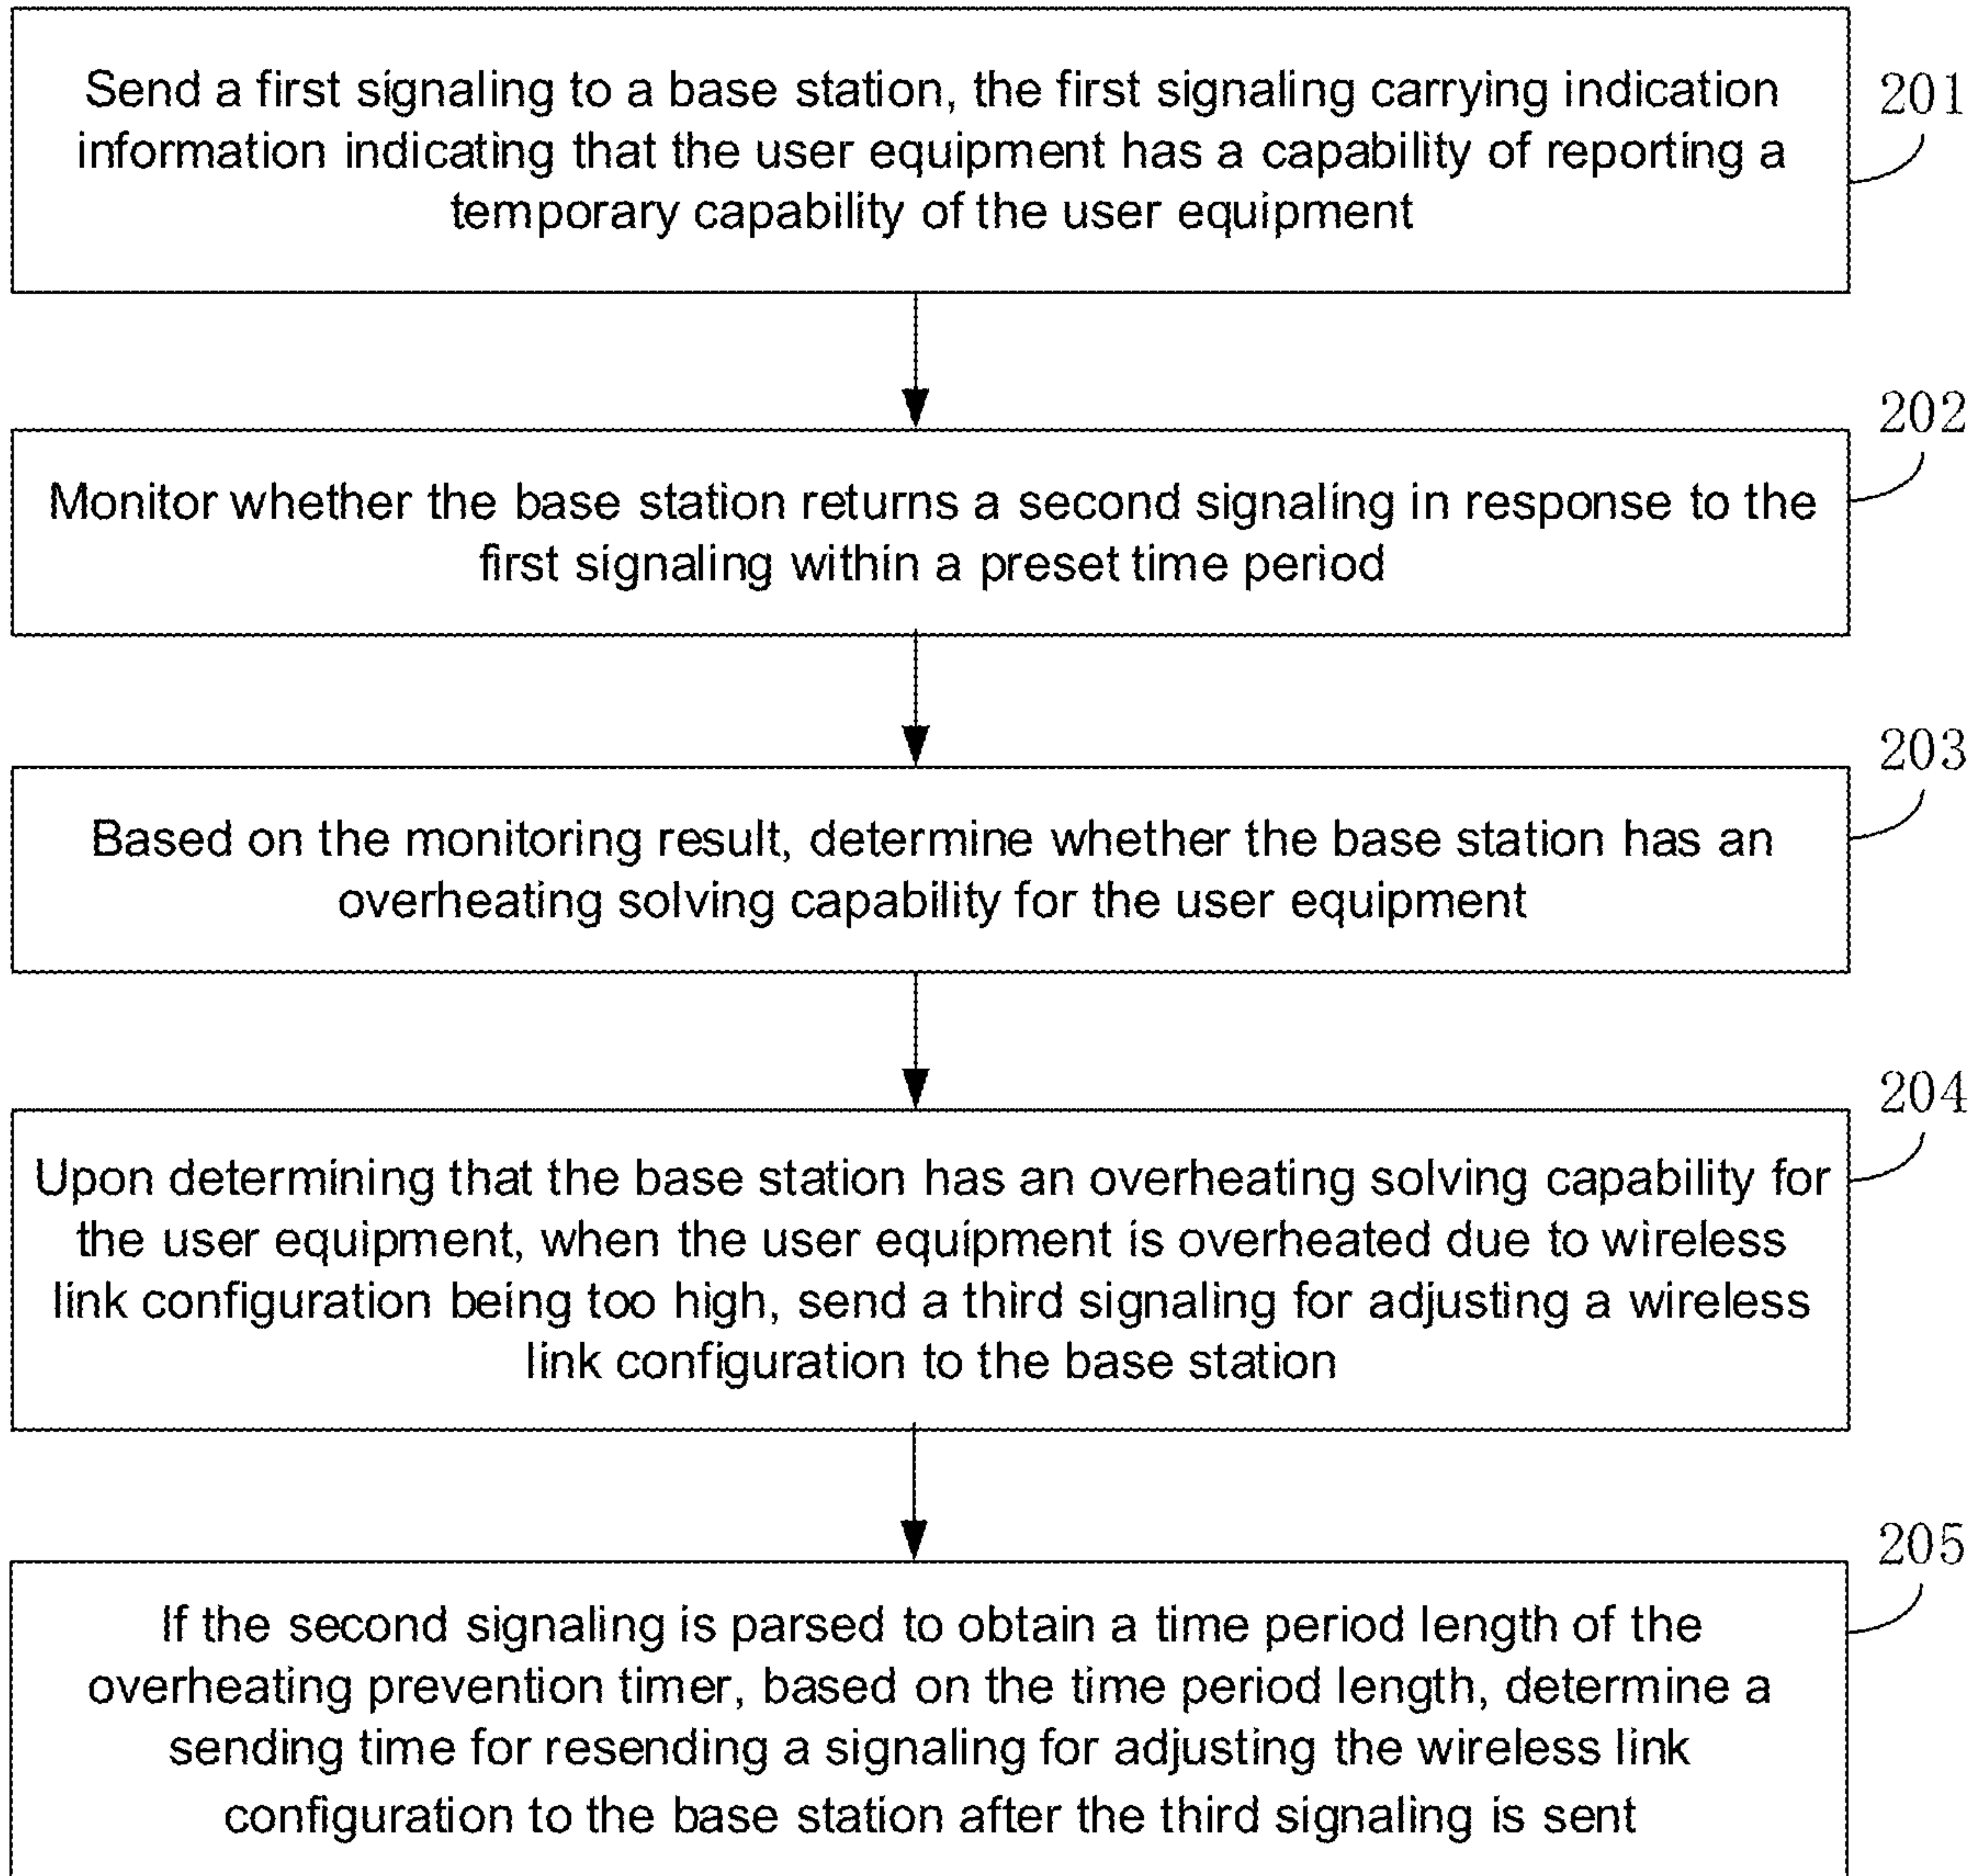 Send a first signaling to a base station, the first signaling carrying indication
information indicating that the user equipment has a capability of reporting a
temporary capability of the user equipment
201
Monitor whether the base station returns a second signaling in response to the
first signaling within a preset time period
202
Based on the monitoring result, determine whether the base station has an
overheating solving capability for the user equipment
203
Upon determining that the base station has an overheating solving capability for
the user equipment, when the user equipment is overheated due to wireless
link configuration being too high, send a third signaling for adjusting a wireless
link configuration to the base station
204
If the second signaling is parsed to obtain a time period length of the
overheating prevention timer, based on the time period length, determine a
sending time for resending a signaling for adjusting the wireless link
configuration to the base station after the third signaling is sent
205